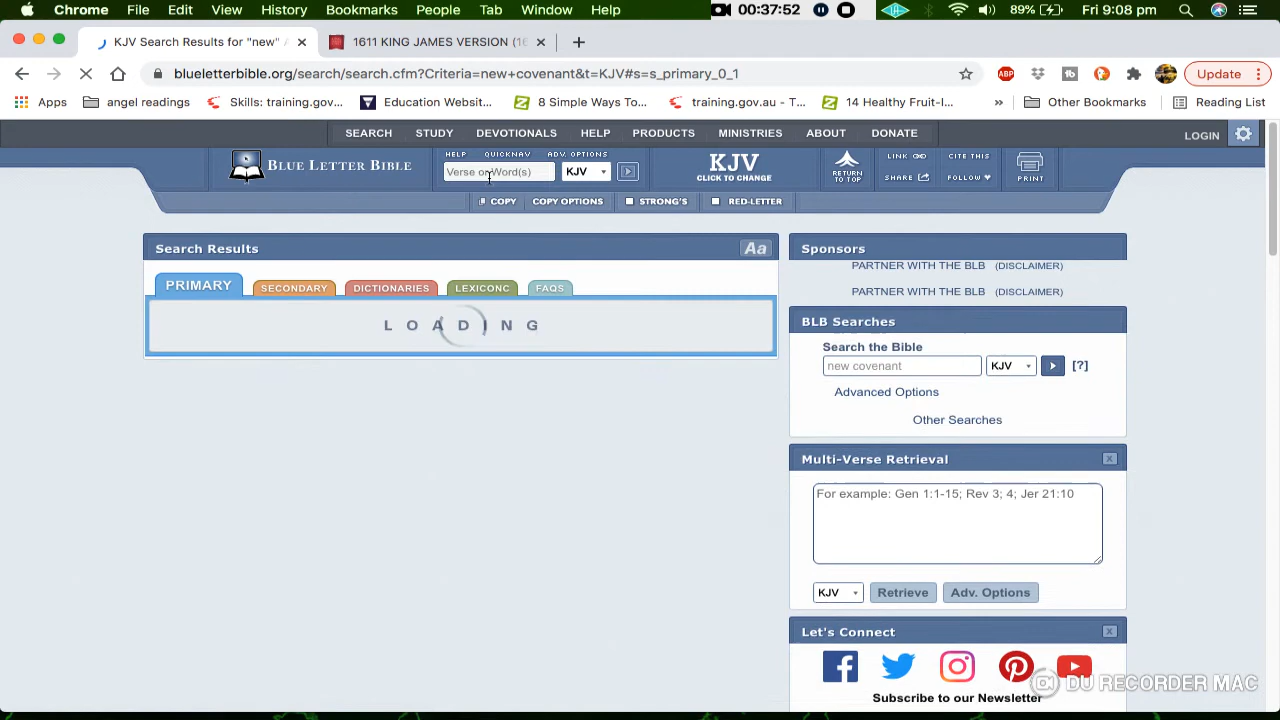 Chrome File Edit View History Bookmarks People Tab Window Help 00:37:52 89% Fri 9:08 pm
KJV Search Results for "new" A
1611 KING JAMES VERSION (16
blueletterbible.org/search/search.cfm?Criteria=new+covenant&t=KJV#s=s_primary_0_1
ABP
Update
Apps angel readings Skills: training.gov... Education Websit... 8 Simple Ways To... training.gov.au - T... 14 Healthy Fruit-I... » Other Bookmarks Reading List
SEARCH STUDY DEVOTIONALS HELP PRODUCTS MINISTRIES ABOUT DONATE LOGIN
BLUE LETTER BIBLE
HELP QUICKNAV ADV. OPTIONS
Verse or Word(s) KJV
KJV
CLICK TO CHANGE
RETURN TO TOP
LINK CITE THIS
SHARE FOLLOW
PRINT
COPY COPY OPTIONS STRONG'S RED-LETTER
Search Results Aa
PRIMARY SECONDARY DICTIONARIES LEXICONC FAQS
LOADING
Sponsors
PARTNER WITH THE BLB (DISCLAIMER)
PARTNER WITH THE BLB (DISCLAIMER)
BLB Searches
Search the Bible
new covenant KJV [?]
Advanced Options
Other Searches
Multi-Verse Retrieval X
For example: Gen 1:1-15; Rev 3; 4; Jer 21:10
KJV Retrieve Adv. Options
Let's Connect X
Subscribe to our Newsletter
DU RECORDER MAC